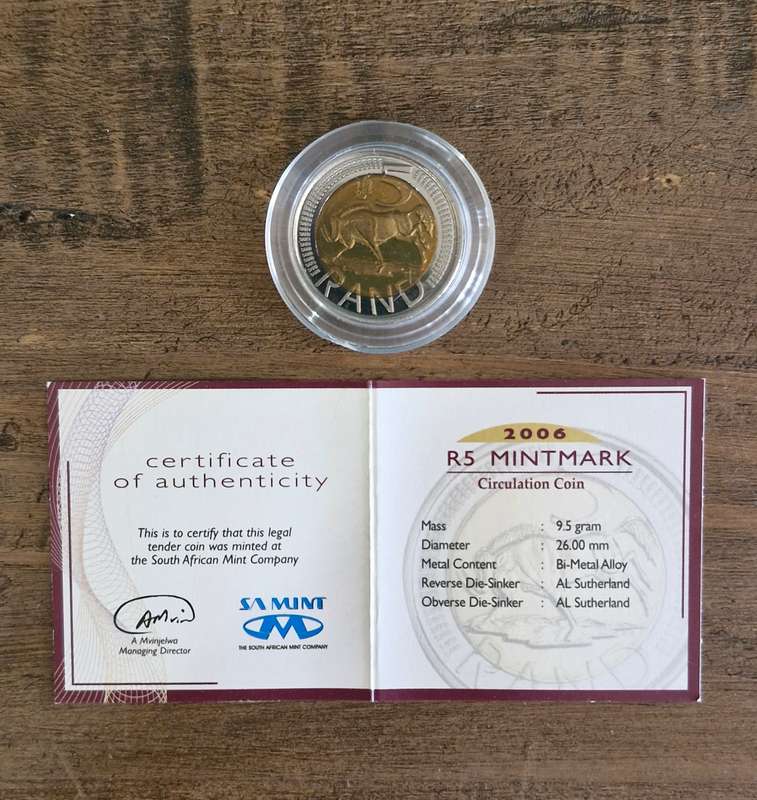 5
RAND
certificate
of authenticity
This is to certify that this legal
tender coin was minted at
the South African Mint Company
A Mvinjelwa
Managing Director
SA MINT
THE SOUTH AFRICAN MINT COMPANY
2006
R5 MINTMARK
Circulation Coin
Mass : 9.5 gram
Diameter : 26.00 mm
Metal Content : Bi-Metal Alloy
Reverse Die-Sinker : AL Sutherland
Obverse Die-Sinker : AL Sutherland
RAND